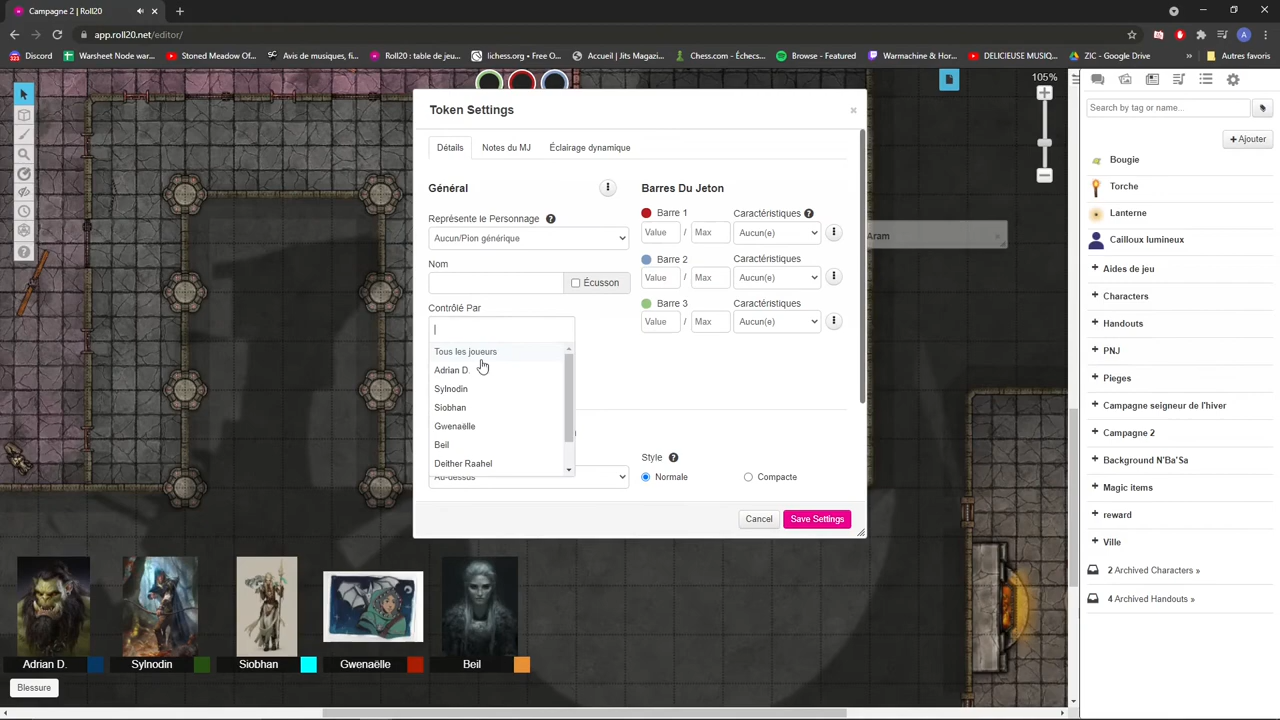 Campagne 2 | Roll20
app.roll20.net/editor
Discord
Warsheet Node war...
Stoned Meadow Of...
Avis de musiques, fi...
Roll20 : table de jeu...
licheserg • Free O...
Accueil | Jits Magazi...
Chess.com - Échecs...
Browse - Featured
Warmachine & Hor...
DELICIEUSE MUSIQ...
ZIC - Google Drive
Autres favoris
105%
Token Settings
Détails
Notes du MJ
Éclairage dynamique
Général
Représente le Personnage
Aucun/Pion générique
Nom
Écusson
Contrôlé Par
Tous les joueurs
Adrian D.
Sylnodin
Siobhan
Gwenaëlle
Beil
Deither Raahel
Au-dessus
Barres Du Jeton
Barre 1
Caractéristiques
Value / Max
Aucun(e)
Barre 2
Caractéristiques
Value / Max
Aucun(e)
Barre 3
Caractéristiques
Value / Max
Aucun(e)
Style
Normale
Compacte
Cancel
Save Settings
Aram
Search by tag or name...
+ Ajouter
Bougie
Torche
Lanterne
Cailloux lumineux
+ Aides de jeu
+ Characters
+ Handouts
+ PNJ
+ Pieges
+ Campagne seigneur de l'hiver
+ Campagne 2
+ Background N'Ba'Sa
+ Magic items
+ reward
+ Ville
2 Archived Characters »
4 Archived Handouts »
Adrian D.
Sylnodin
Siobhan
Gwenaëlle
Beil
Blessure